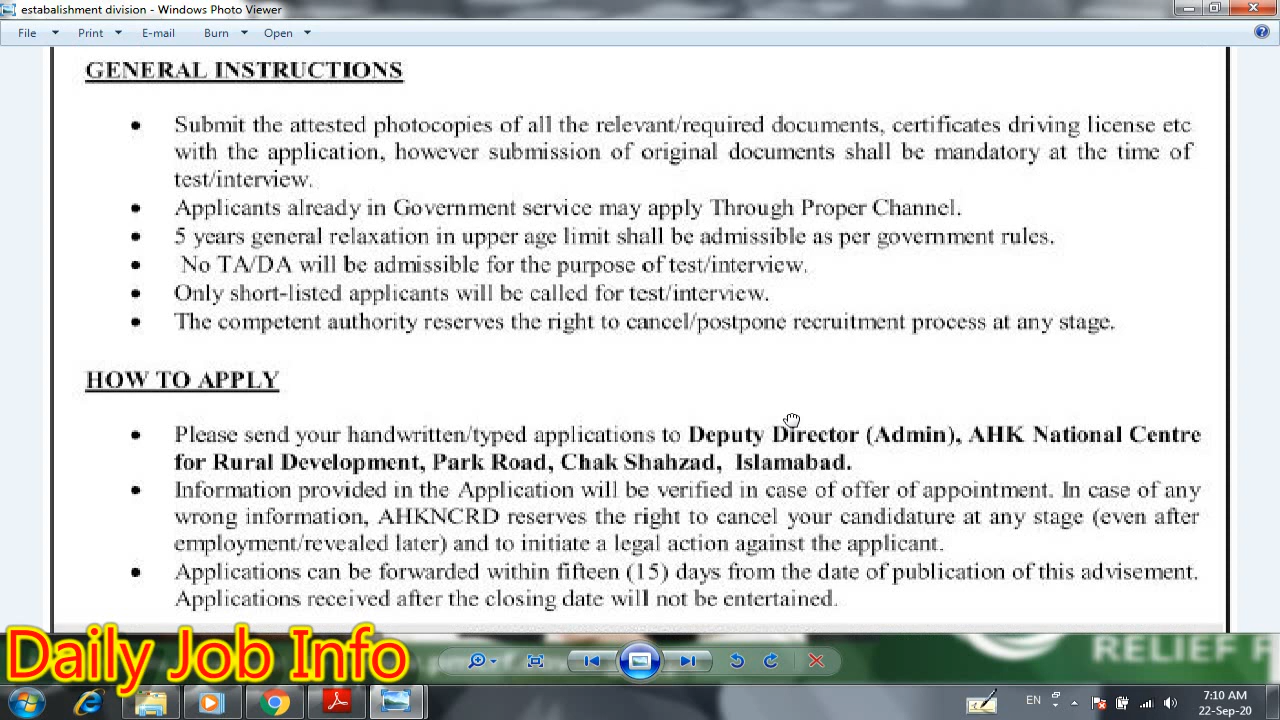 estabalishment division - Windows Photo Viewer
File Print E-mail Burn Open
GENERAL INSTRUCTIONS
• Submit the attested photocopies of all the relevant/required documents, certificates driving license etc
with the application, however submission of original documents shall be mandatory at the time of
test/interview.
• Applicants already in Government service may apply Through Proper Channel.
• 5 years general relaxation in upper age limit shall be admissible as per government rules.
• No TA/DA will be admissible for the purpose of test/interview.
• Only short-listed applicants will be called for test/interview.
• The competent authority reserves the right to cancel/postpone recruitment process at any stage.
HOW TO APPLY
• Please send your handwritten/typed applications to Deputy Director (Admin), AHK National Centre
for Rural Development, Park Road, Chak Shahzad, Islamabad.
• Information provided in the Application will be verified in case of offer of appointment. In case of any
wrong information, AHKNCRD reserves the right to cancel your candidature at any stage (even after
employment/revealed later) and to initiate a legal action against the applicant.
• Applications can be forwarded within fifteen (15) days from the date of publication of this advisement.
Applications received after the closing date will not be entertained.
Daily Job Info
RELIEF
EN
7:10 AM
22-Sep-20